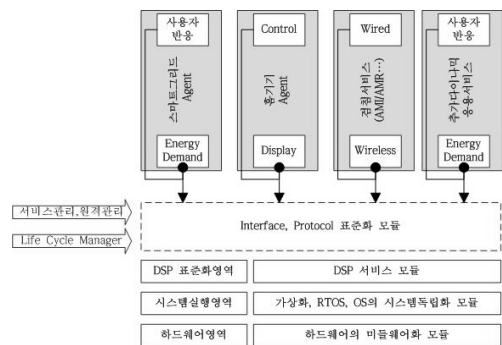 사용자
반응
Control
Wired
사용자
반응
스마트그리드
Agent
홈기기
Agent
검침서비스
(AMI/AMR…)
추가다이나믹
응용서비스
Energy
Demand
Display
Wireless
Energy
Demand
서비스관리,원격관리
Life Cycle Manager
Interface, Protocol 표준화 모듈
DSP 표준화영역
DSP 서비스 모듈
시스템실행영역
가상화, RTOS, OS의 시스템독립화 모듈
하드웨어영역
하드웨어의 미들웨어화 모듈